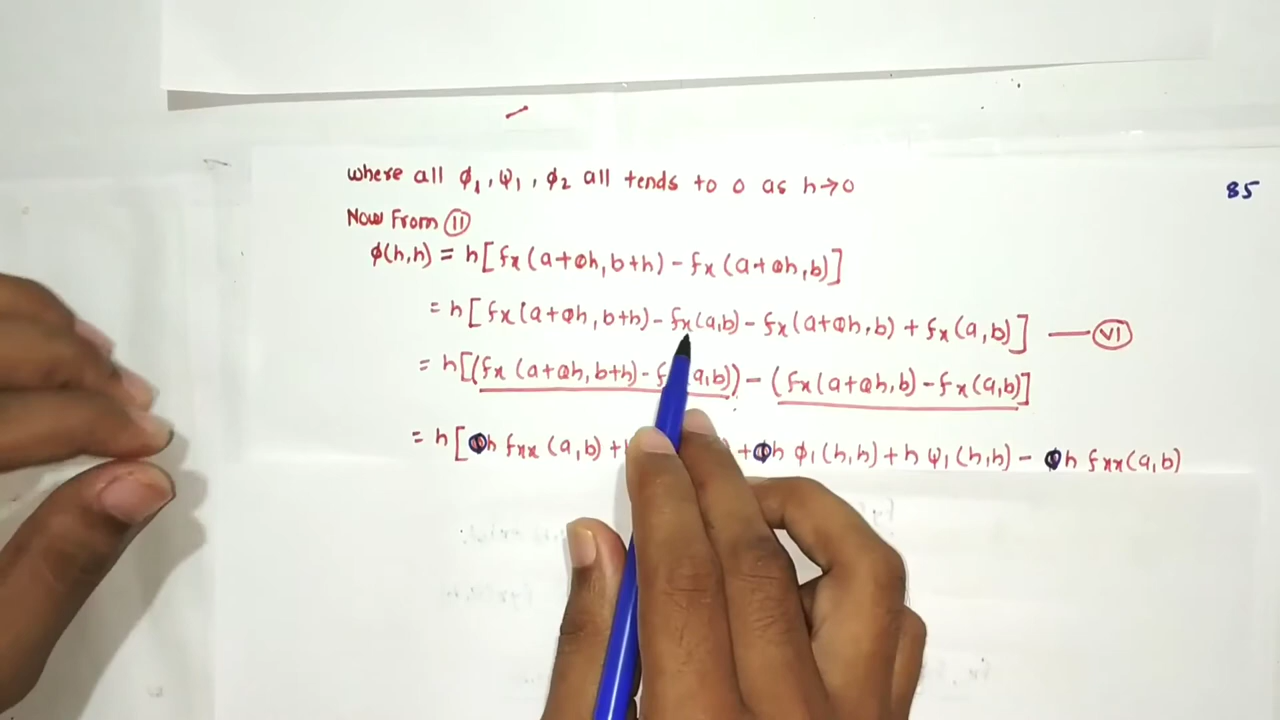 where all φ₁, ψ₁, φ₂ all tends to 0 as h→0
85
Now From (II)
φ(h,h) = h[fx(a+θh, b+h) - fx(a+θh, b)]
= h[fx(a+θh, b+h) - fx(a,b) - fx(a+θh, b) + fx(a,b)] — (VI)
= h[(fx(a+θh, b+h) - f (a,b)) - (fx(a+θh, b) - fx(a,b)]
= h[θh fxx(a,b) + ) + θh φ₁(h,h) + h ψ₁(h,h) - θh fxx(a,b)